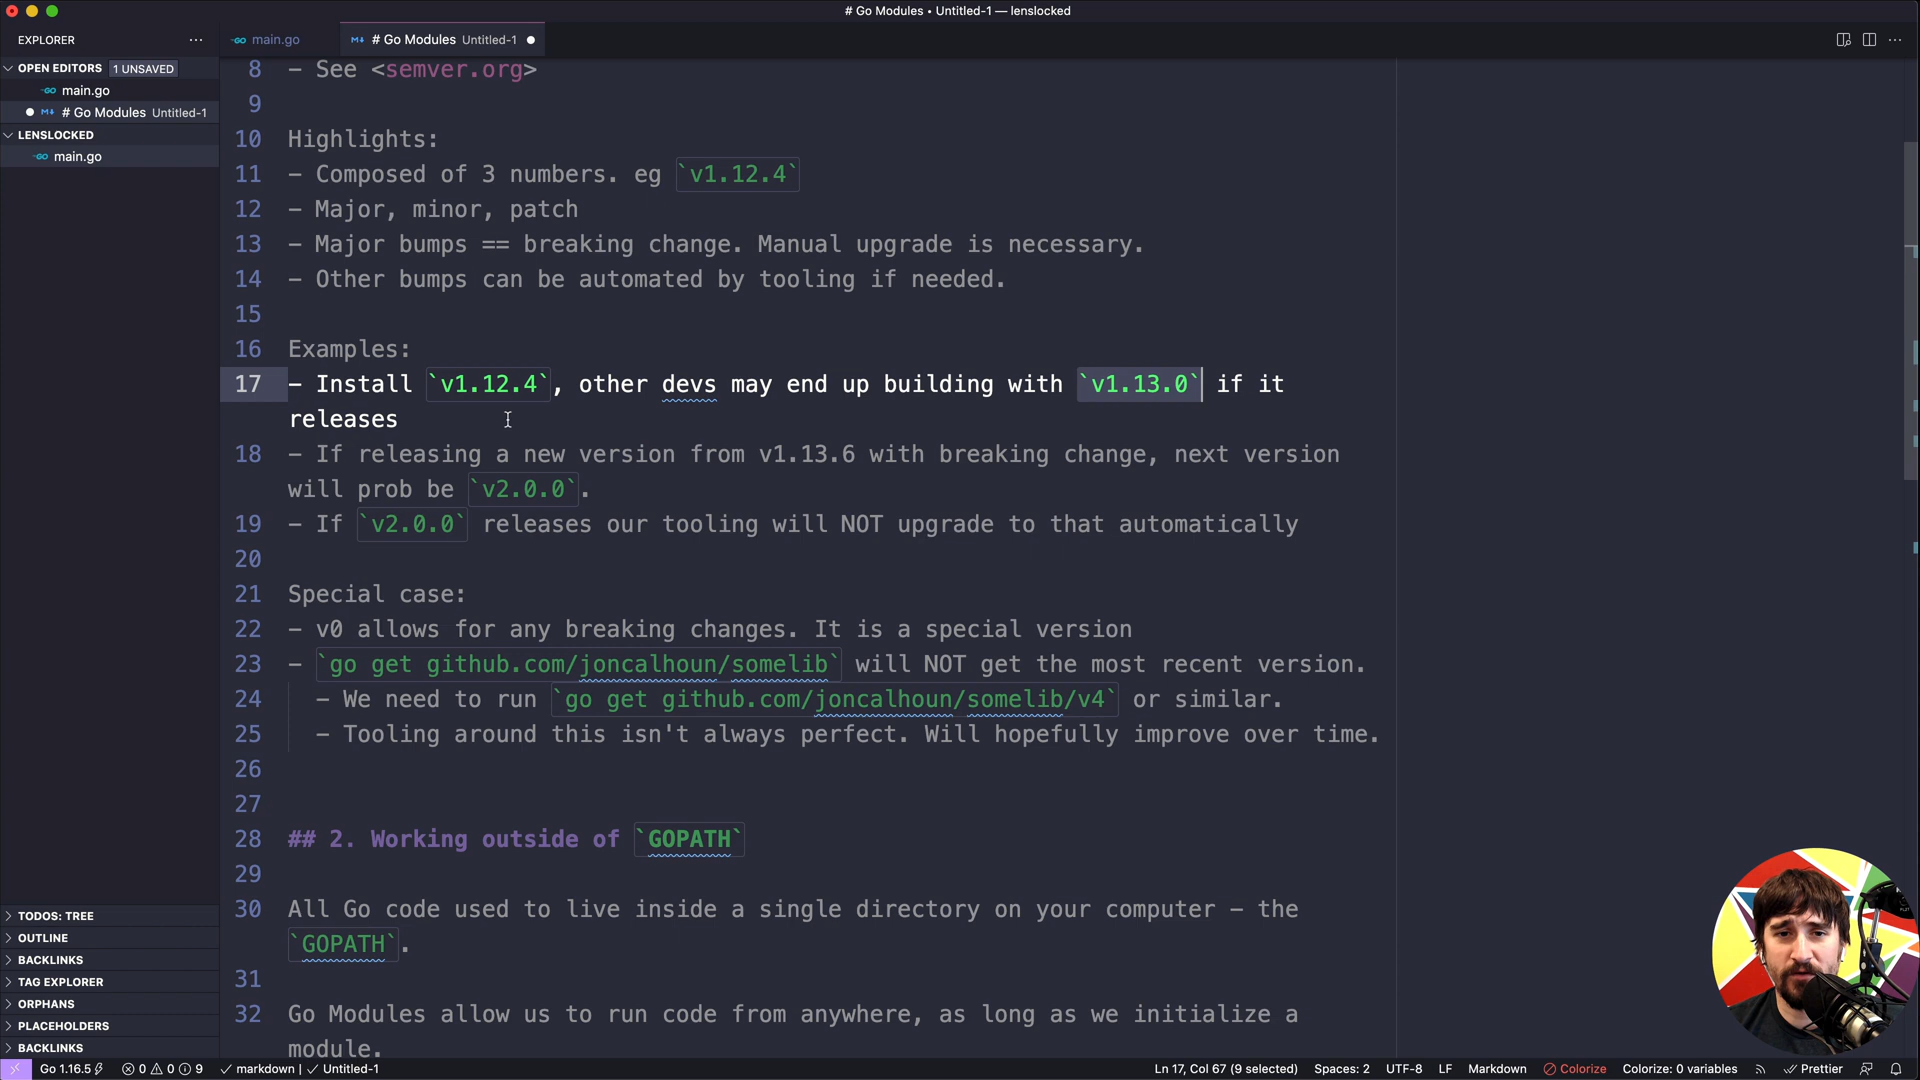 # Go Modules • Untitled-1 — lenslocked
EXPLORER ···
main.go
# Go Modules Untitled-1
OPEN EDITORS 1 UNSAVED
main.go
# Go Modules Untitled-1
LENSLOCKED
main.go
8 - See <semver.org>
9
10 Highlights:
11 - Composed of 3 numbers. eg `v1.12.4`
12 - Major, minor, patch
13 - Major bumps == breaking change. Manual upgrade is necessary.
14 - Other bumps can be automated by tooling if needed.
15
16 Examples:
17 - Install `v1.12.4`, other devs may end up building with `v1.13.0` if it
releases
18 - If releasing a new version from v1.13.6 with breaking change, next version
will prob be `v2.0.0`.
19 - If `v2.0.0` releases our tooling will NOT upgrade to that automatically
20
21 Special case:
22 - v0 allows for any breaking changes. It is a special version
23 - `go get github.com/joncalhoun/somelib` will NOT get the most recent version.
24 - We need to run `go get github.com/joncalhoun/somelib/v4` or similar.
25 - Tooling around this isn't always perfect. Will hopefully improve over time.
26
27
28 ## 2. Working outside of `GOPATH`
29
30 All Go code used to live inside a single directory on your computer - the
`GOPATH`.
31
32 Go Modules allow us to run code from anywhere, as long as we initialize a
module.
TODOS: TREE
OUTLINE
BACKLINKS
TAG EXPLORER
ORPHANS
PLACEHOLDERS
BACKLINKS
Go 1.16.5 0 0 9 markdown | Untitled-1 Ln 17, Col 67 (9 selected) Spaces: 2 UTF-8 LF Markdown Colorize Colorize: 0 variables Prettier